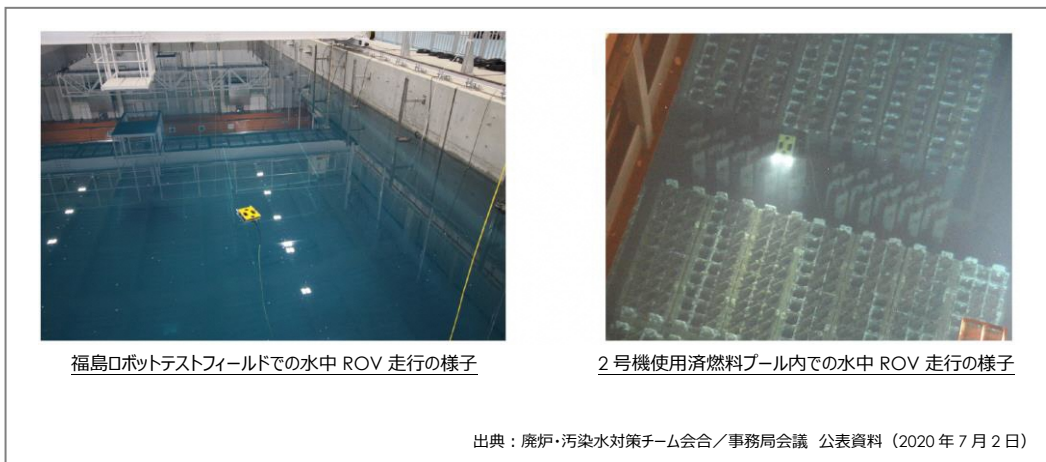 福島ロボットテストフィールドでの水中 ROV 走行の様子
2 号機使用済燃料プール内での水中 ROV 走行の様子
出典：廃炉・汚染水対策チーム会合／事務局会議 公表資料（2020 年 7 月 2 日）